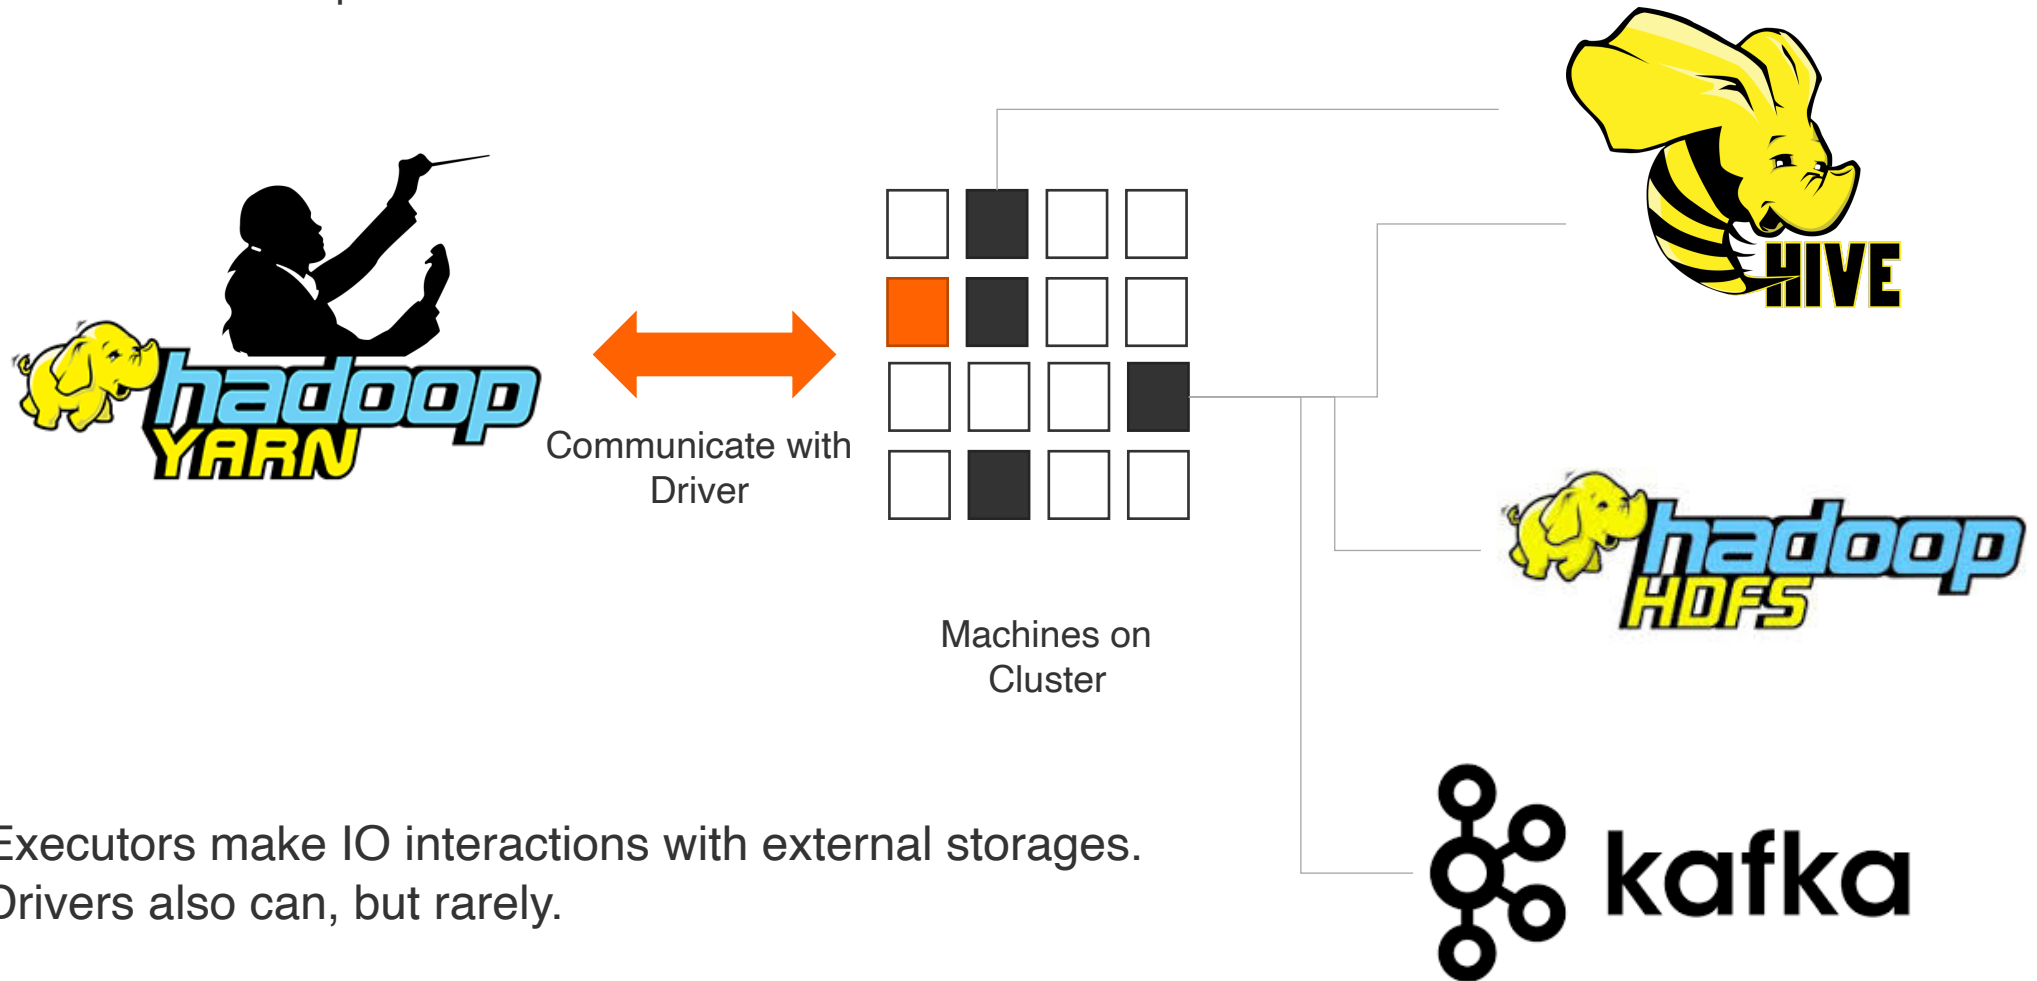 HIVE
hadoop
YARN
Communicate with
Driver
hadoop
HDFS
Machines on
Cluster
Executors make IO interactions with external storages.
Drivers also can, but rarely.
kafka